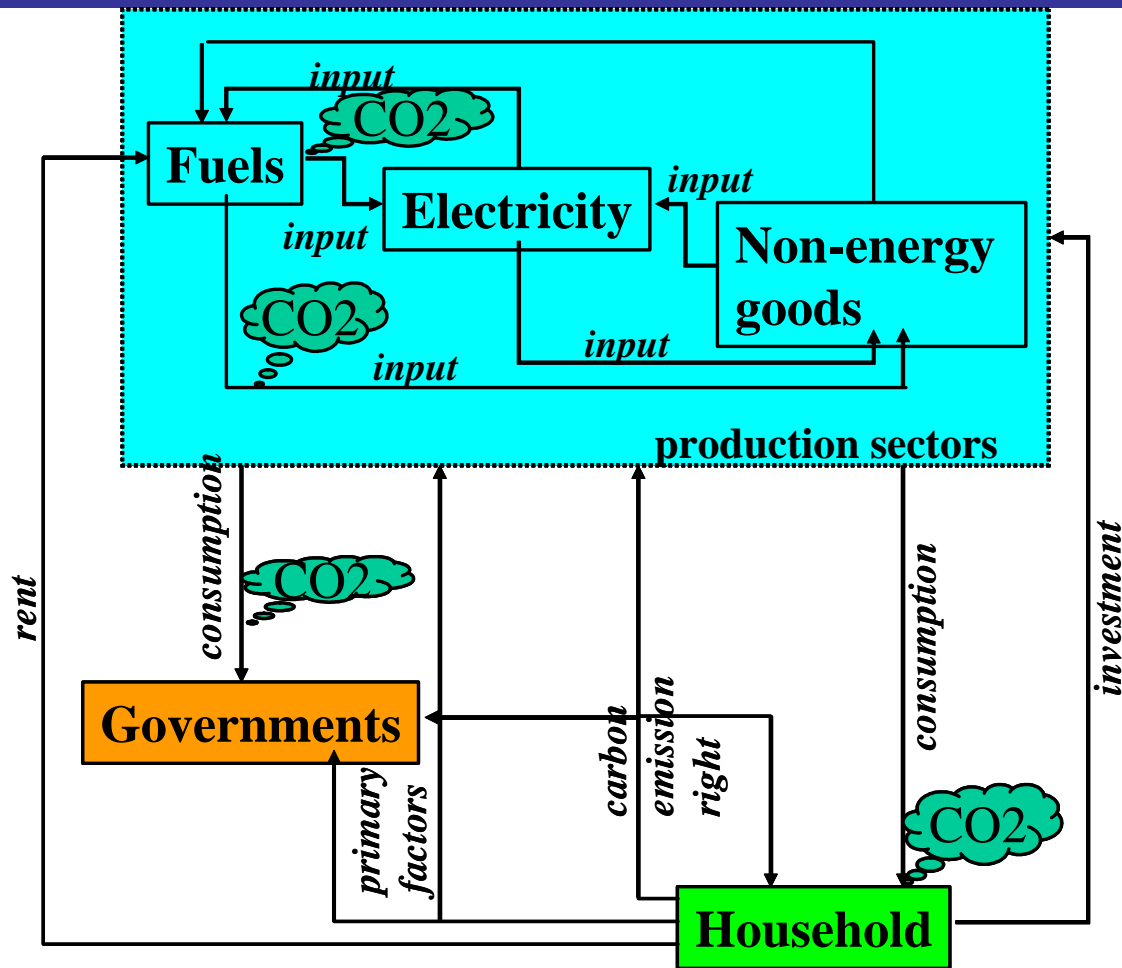 input
CO2
Fuels
input
Electricity
input
Non-energy
goods
CO2
input
input
production sectors
consumption
CO2
rent
consumption
investment
Governments
carbon
emission
right
primary
factors
CO2
Household